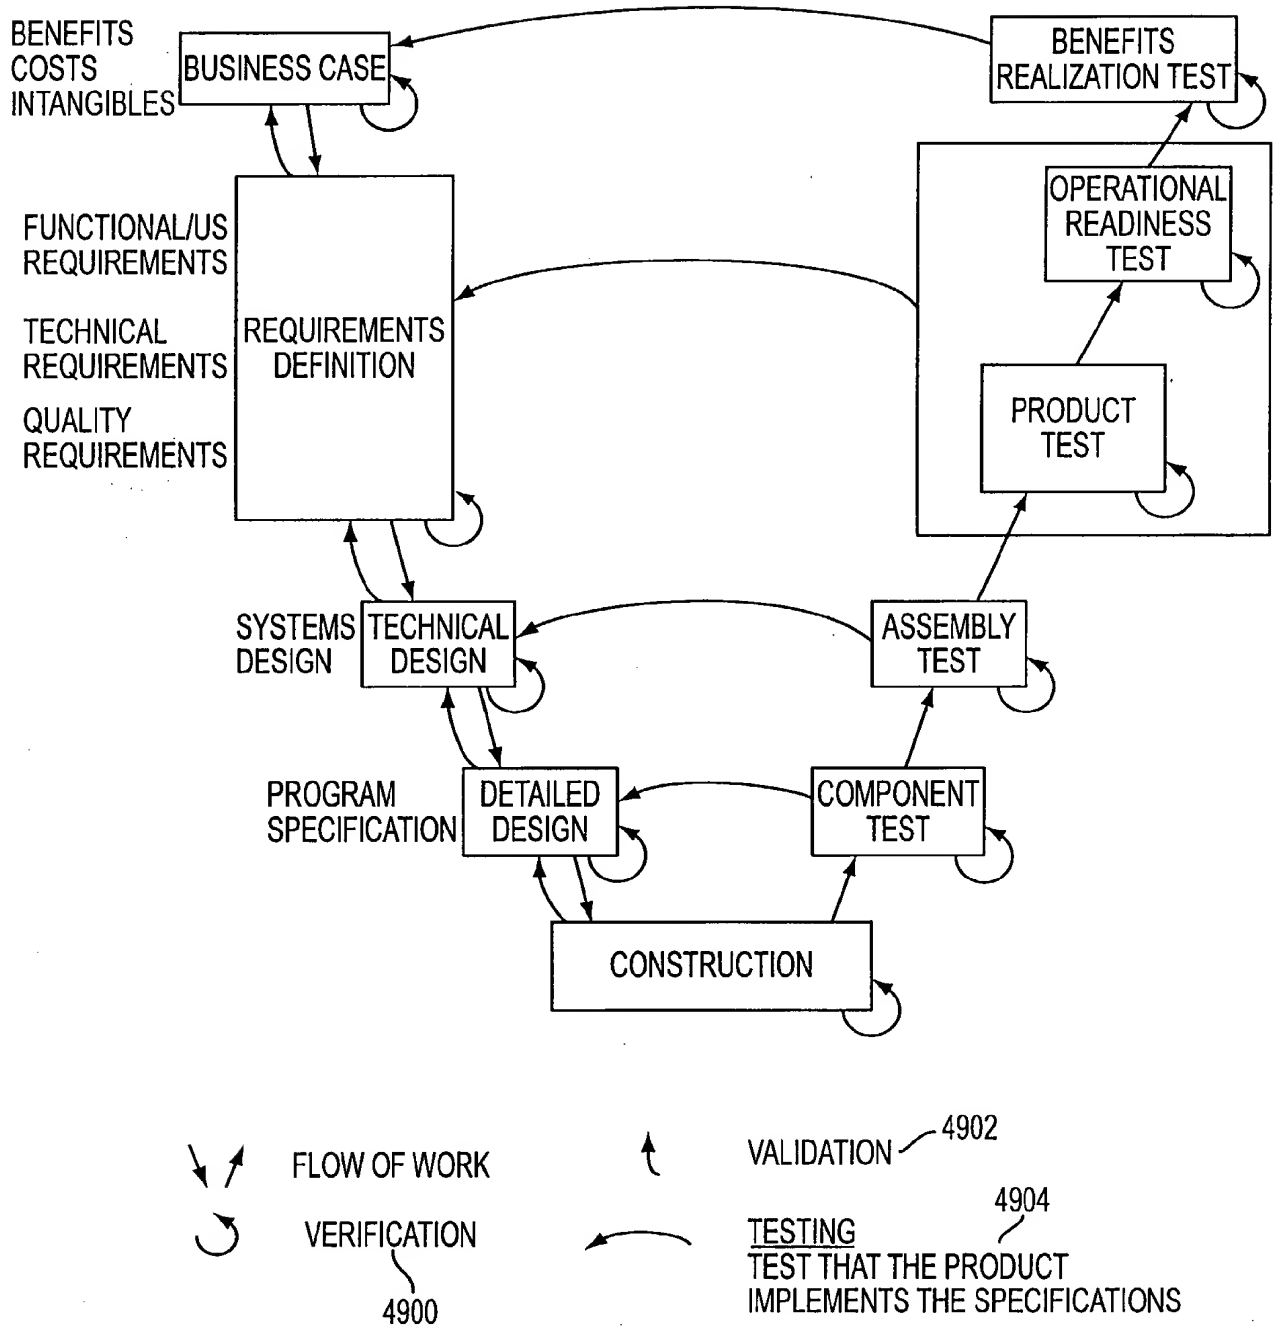 BENEFITS
COSTS
INTANGIBLES
BUSINESS CASE
BENEFITS
REALIZATION TEST
FUNCTIONAL/US
REQUIREMENTS
TECHNICAL
REQUIREMENTS
QUALITY
REQUIREMENTS
REQUIREMENTS
DEFINITION
OPERATIONAL
READINESS
TEST
PRODUCT
TEST
SYSTEMS
DESIGN
TECHNICAL
DESIGN
ASSEMBLY
TEST
PROGRAM
SPECIFICATION
DETAILED
DESIGN
COMPONENT
TEST
CONSTRUCTION
FLOW OF WORK
VALIDATION
4902
VERIFICATION
4900
4904
TESTING
TEST THAT THE PRODUCT
IMPLEMENTS THE SPECIFICATIONS